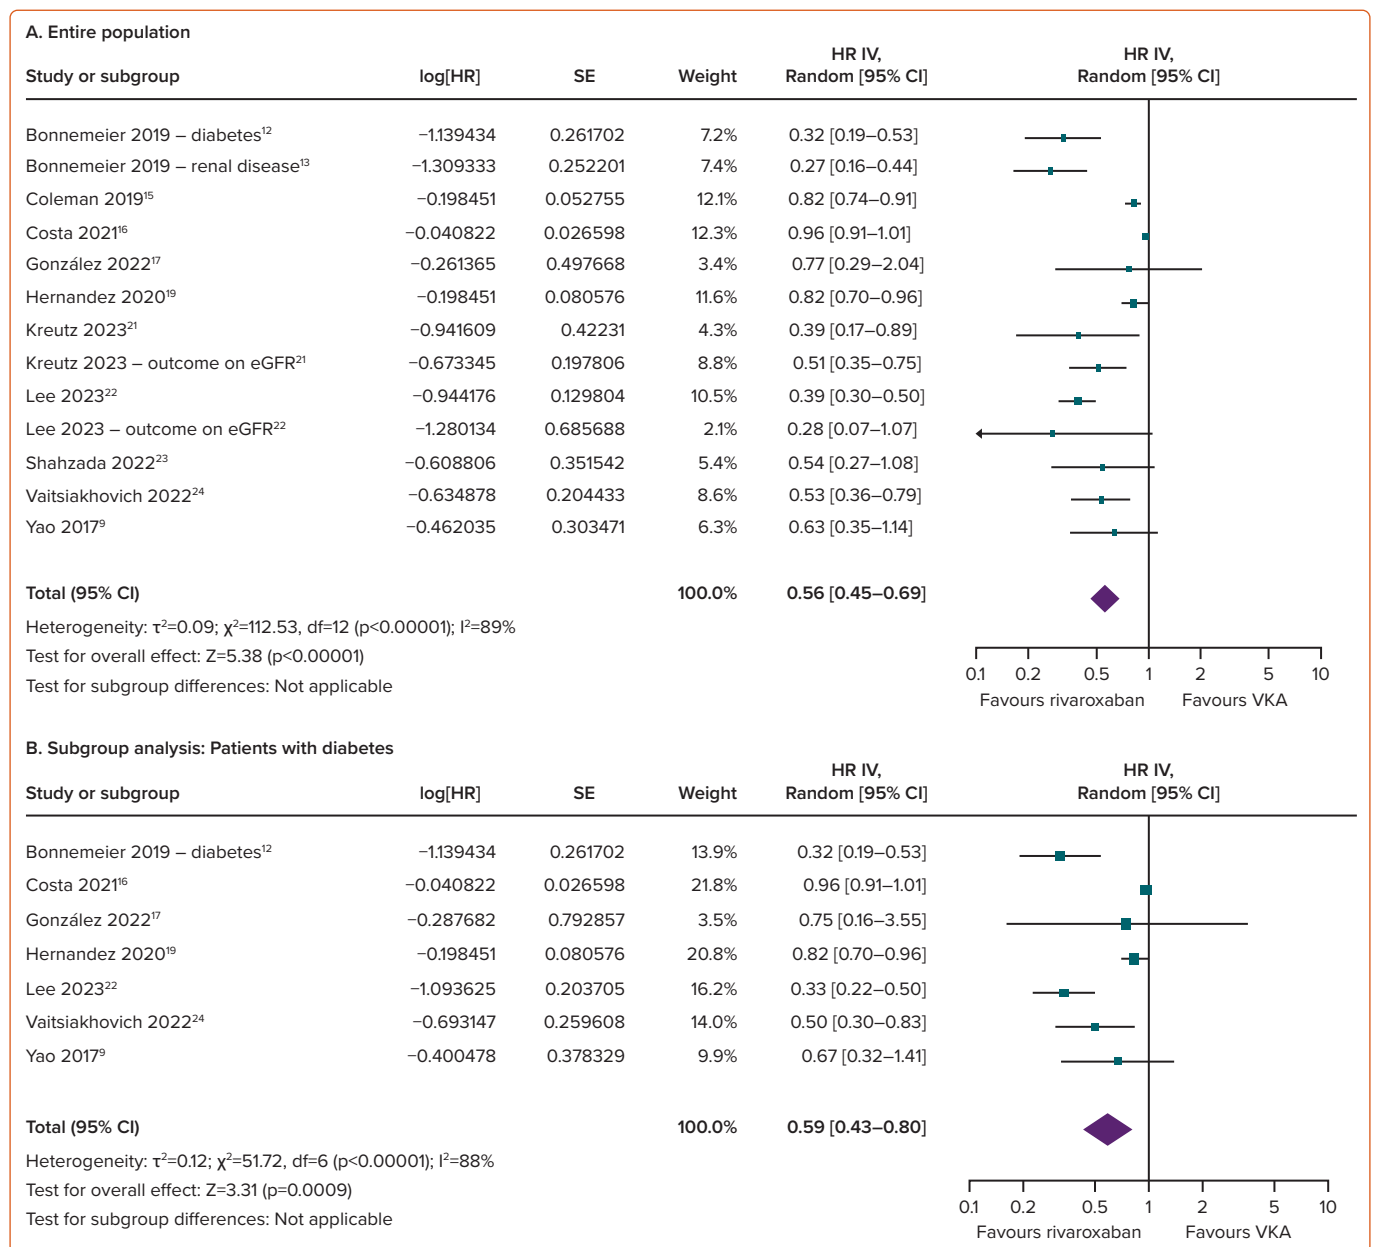 A. Entire population
HR IV, HR IV,
Study or subgroup log[HR] SE Weight Random [95% CI] Random [95% CI]
Bonnemeier 2019 – diabetes¹² −1.139434 0.261702 7.2% 0.32 [0.19–0.53]
Bonnemeier 2019 – renal disease¹³ −1.309333 0.252201 7.4% 0.27 [0.16–0.44]
Coleman 2019¹⁵ −0.198451 0.052755 12.1% 0.82 [0.74–0.91]
Costa 2021¹⁶ −0.040822 0.026598 12.3% 0.96 [0.91–1.01]
González 2022¹⁷ −0.261365 0.497668 3.4% 0.77 [0.29–2.04]
Hernandez 2020¹⁹ −0.198451 0.080576 11.6% 0.82 [0.70–0.96]
Kreutz 2023²¹ −0.941609 0.42231 4.3% 0.39 [0.17–0.89]
Kreutz 2023 – outcome on eGFR²¹ −0.673345 0.197806 8.8% 0.51 [0.35–0.75]
Lee 2023²² −0.944176 0.129804 10.5% 0.39 [0.30–0.50]
Lee 2023 – outcome on eGFR²² −1.280134 0.685688 2.1% 0.28 [0.07–1.07]
Shahzada 2022²³ −0.608806 0.351542 5.4% 0.54 [0.27–1.08]
Vaitsiakhovich 2022²⁴ −0.634878 0.204433 8.6% 0.53 [0.36–0.79]
Yao 2017⁹ −0.462035 0.303471 6.3% 0.63 [0.35–1.14]
Total (95% CI) 100.0% 0.56 [0.45–0.69]
Heterogeneity: τ²=0.09; χ²=112.53, df=12 (p<0.00001); I²=89%
Test for overall effect: Z=5.38 (p<0.00001)
Test for subgroup differences: Not applicable
0.1 0.2 0.5 1 2 5 10
Favours rivaroxaban Favours VKA
B. Subgroup analysis: Patients with diabetes
HR IV, HR IV,
Study or subgroup log[HR] SE Weight Random [95% CI] Random [95% CI]
Bonnemeier 2019 – diabetes¹² −1.139434 0.261702 13.9% 0.32 [0.19–0.53]
Costa 2021¹⁶ −0.040822 0.026598 21.8% 0.96 [0.91–1.01]
González 2022¹⁷ −0.287682 0.792857 3.5% 0.75 [0.16–3.55]
Hernandez 2020¹⁹ −0.198451 0.080576 20.8% 0.82 [0.70–0.96]
Lee 2023²² −1.093625 0.203705 16.2% 0.33 [0.22–0.50]
Vaitsiakhovich 2022²⁴ −0.693147 0.259608 14.0% 0.50 [0.30–0.83]
Yao 2017⁹ −0.400478 0.378329 9.9% 0.67 [0.32–1.41]
Total (95% CI) 100.0% 0.59 [0.43–0.80]
Heterogeneity: τ²=0.12; χ²=51.72, df=6 (p<0.00001); I²=88%
Test for overall effect: Z=3.31 (p=0.0009)
Test for subgroup differences: Not applicable
0.1 0.2 0.5 1 2 5 10
Favours rivaroxaban Favours VKA